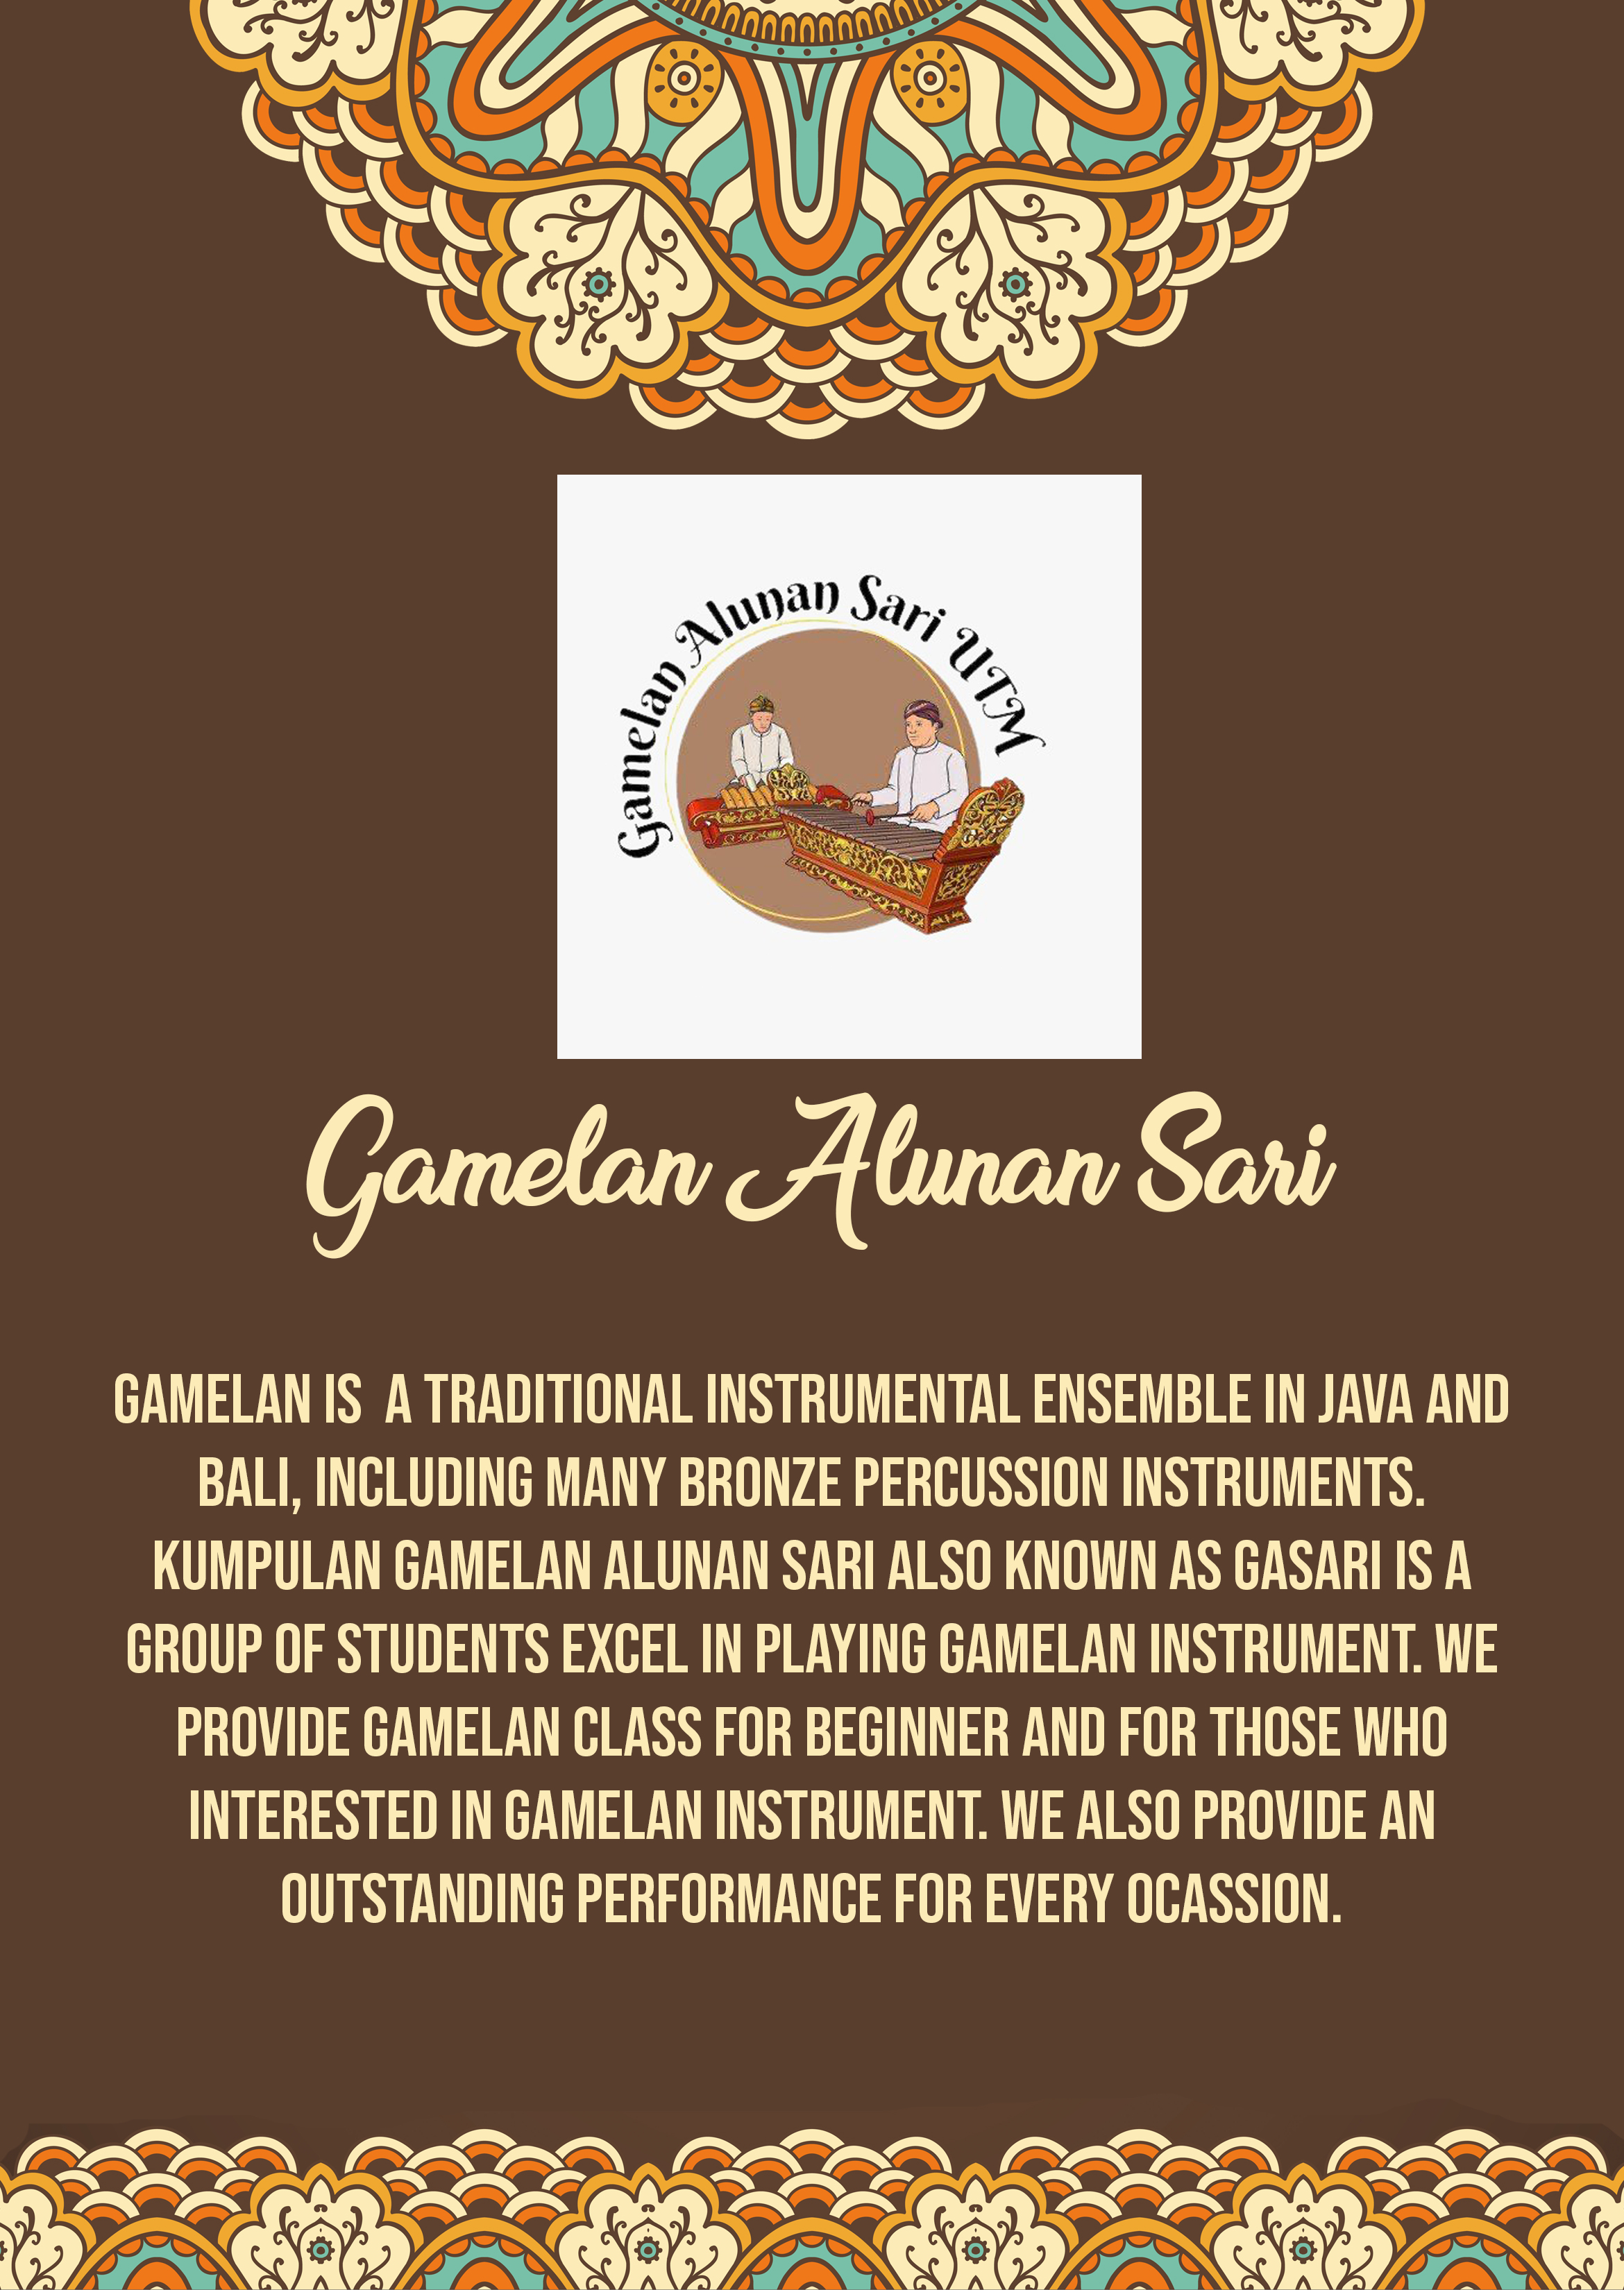 Gamelan Alunan Sari UTM
Gamelan Alunan Sari
GAMELAN IS  A TRADITIONAL INSTRUMENTAL ENSEMBLE IN JAVA AND
BALI, INCLUDING MANY BRONZE PERCUSSION INSTRUMENTS.
KUMPULAN GAMELAN ALUNAN SARI ALSO KNOWN AS GASARI IS A
GROUP OF STUDENTS EXCEL IN PLAYING GAMELAN INSTRUMENT. WE
PROVIDE GAMELAN CLASS FOR BEGINNER AND FOR THOSE WHO
INTERESTED IN GAMELAN INSTRUMENT. WE ALSO PROVIDE AN
OUTSTANDING PERFORMANCE FOR EVERY OCASSION.